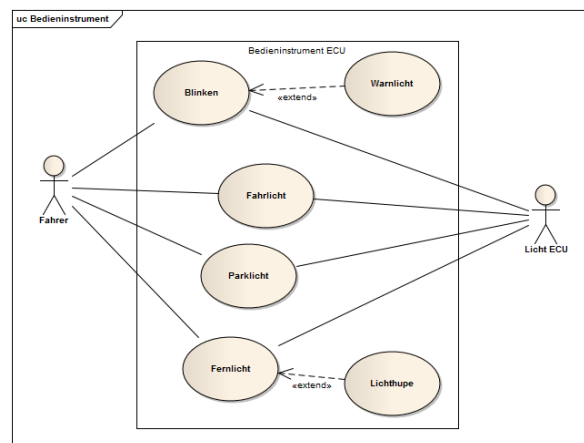 uc Bedieninstrument
Bedieninstrument ECU
Blinken
Warnlicht
«extend»
Fahrer
Fahrlicht
Licht ECU
Parklicht
Fernlicht
«extend»
Lichthupe